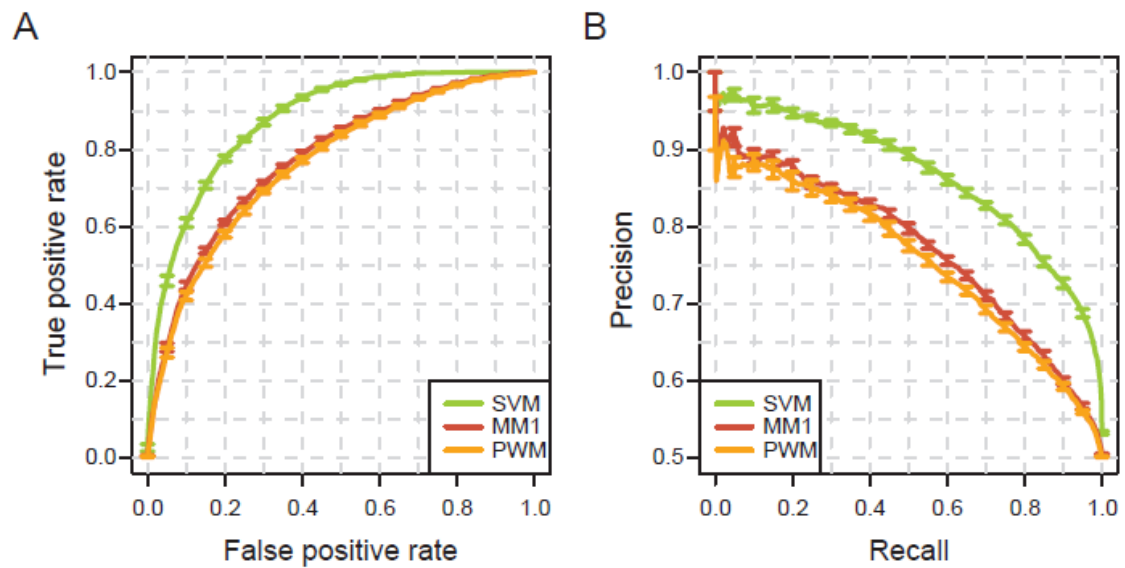 A
1.0
0.8
0.6
0.4
0.2
0.0
True positive rate
SVM
MM1
PWM
0.0 0.2 0.4 0.6 0.8 1.0
False positive rate
B
1.0
0.9
0.8
0.7
0.6
0.5
Precision
SVM
MM1
PWM
0.0 0.2 0.4 0.6 0.8 1.0
Recall